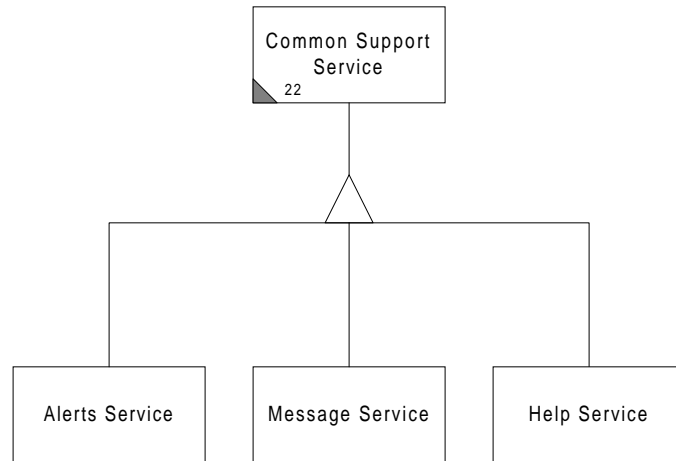 Common Support
Service
22
Alerts Service
Message Service
Help Service